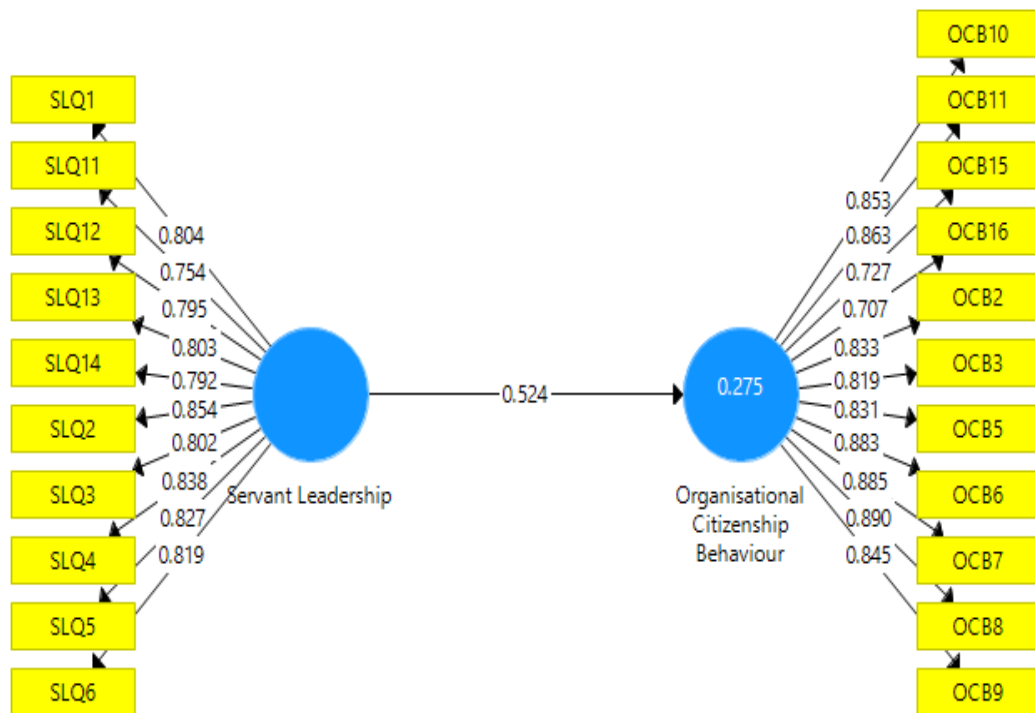 SLQ1
SLQ11
SLQ12
SLQ13
SLQ14
SLQ2
SLQ3
SLQ4
SLQ5
SLQ6
0.804
0.754
0.795
0.803
0.792
0.854
0.802
0.838
0.827
0.819
Servant Leadership
0.524
0.275
Organisational
Citizenship
Behaviour
0.853
0.863
0.727
0.707
0.833
0.819
0.831
0.883
0.885
0.890
0.845
OCB10
OCB11
OCB15
OCB16
OCB2
OCB3
OCB5
OCB6
OCB7
OCB8
OCB9